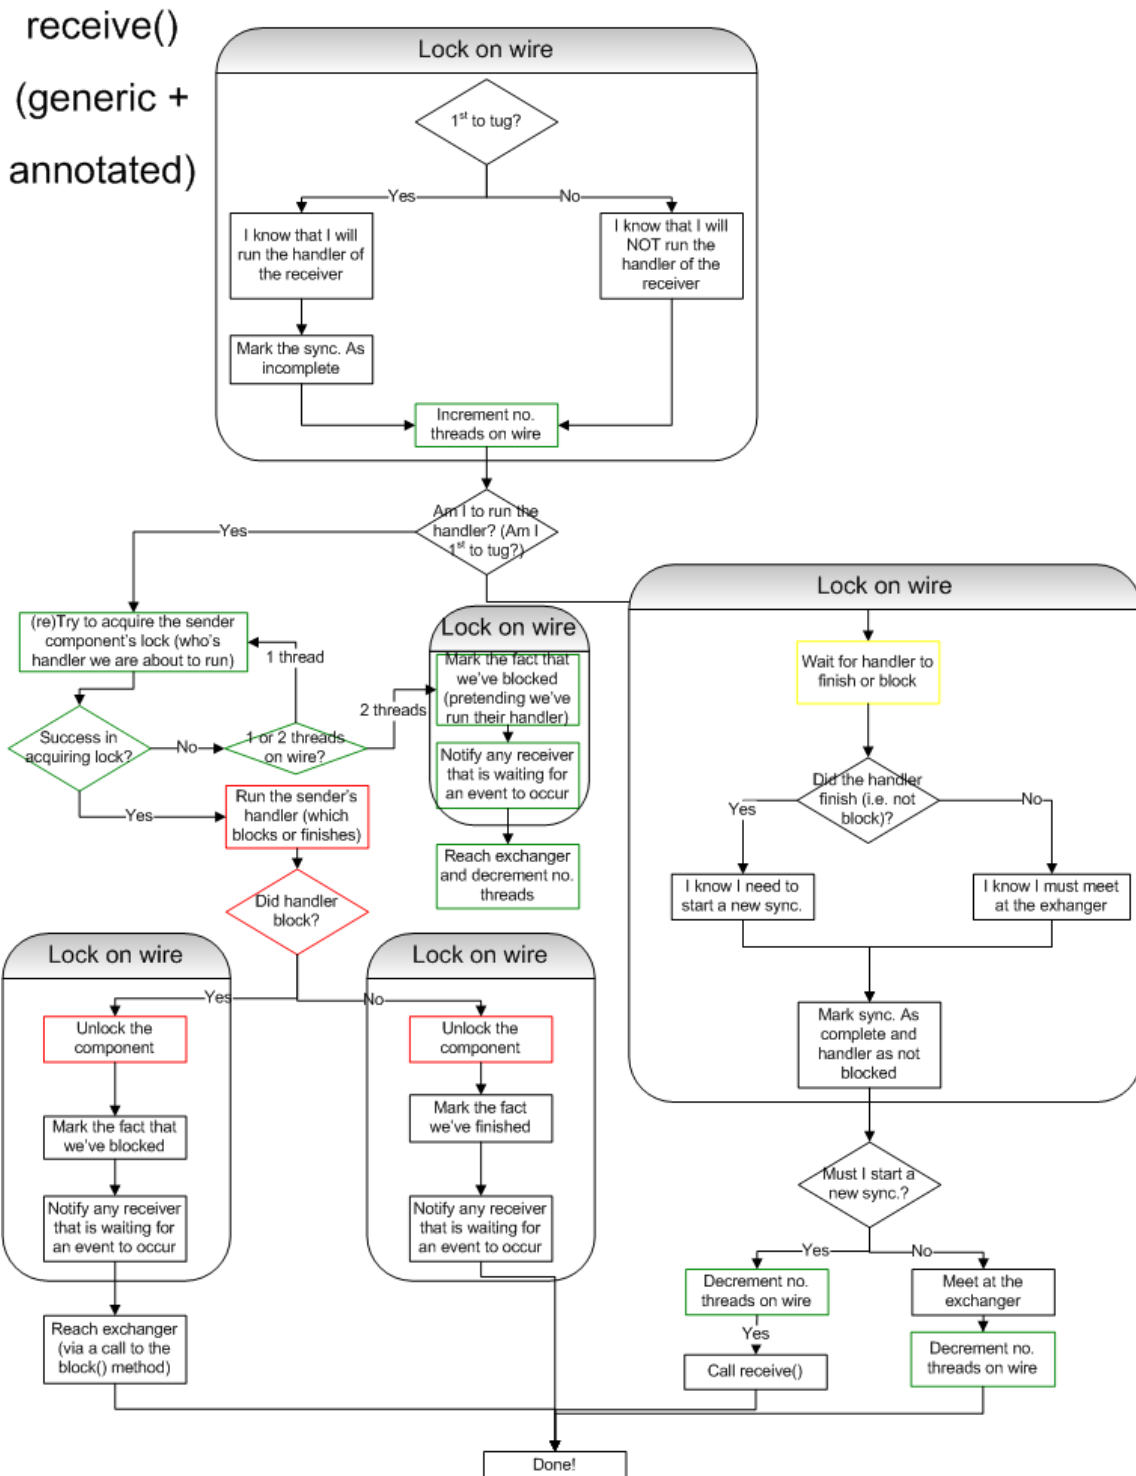 receive()
(generic +
annotated)
Lock on wire
1st to tug?
Yes
No
I know that I will
run the handler of
the receiver
I know that I will
NOT run the
handler of the
receiver
Mark the sync. As
incomplete
Increment no.
threads on wire
Am I to run the
handler? (Am I
1st to tug?)
Yes
Lock on wire
(re)Try to acquire the sender
component's lock (who's
handler we are about to run)
1 thread
Success in
acquiring lock?
No
1 or 2 threads
on wire?
2 threads
Lock on wire
Mark the fact that
we've blocked
(pretending we've
run their handler)
Notify any receiver
that is waiting for
an event to occur
Reach exchanger
and decrement no.
threads
Yes
Run the sender's
handler (which
blocks or finishes)
Did handler
block?
Wait for handler to
finish or block
Did the handler
finish (i.e. not
block)?
Yes
No
I know I need to
start a new sync.
I know I must meet
at the exhanger
Mark sync. As
complete and
handler as not
blocked
Lock on wire
Yes
Unlock the
component
Mark the fact that
we've blocked
Notify any receiver
that is waiting for
an event to occur
Reach exchanger
(via a call to the
block() method)
Lock on wire
No
Unlock the
component
Mark the fact
we've finished
Notify any receiver
that is waiting for
an event to occur
Must I start a
new sync.?
Yes
No
Decrement no.
threads on wire
Yes
Call receive()
Meet at the
exchanger
Decrement no.
threads on wire
Done!